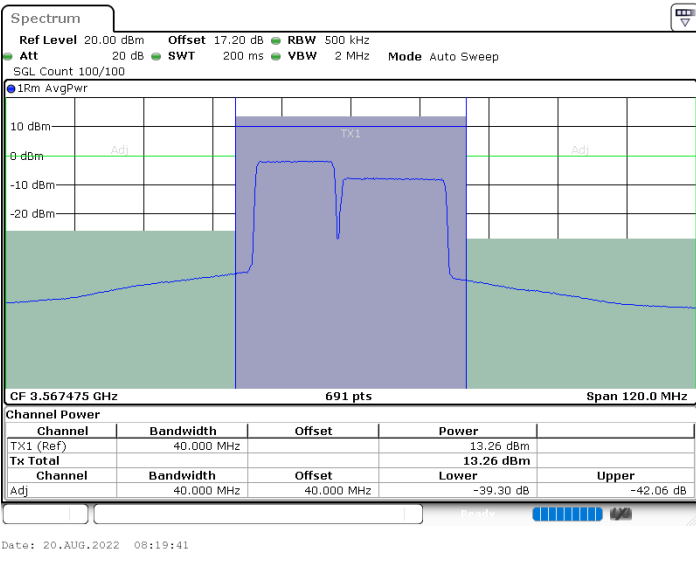 Spectrum
Ref Level 20.00 dBm Offset 17.20 dB RBW 500 kHz
Att 20 dB SWT 200 ms VBW 2 MHz Mode Auto Sweep
SGL Count 100/100
1Rm AvgPwr
10 dBm
TX1
Adj Adj
0 dBm
-10 dBm
-20 dBm
CF 3.567475 GHz 691 pts Span 120.0 MHz
Channel Power
Channel Bandwidth Offset Power
TX1 (Ref) 40.000 MHz 13.26 dBm
Tx Total 13.26 dBm
Channel Bandwidth Offset Lower Upper
Adj 40.000 MHz 40.000 MHz -39.30 dB -42.06 dB
Ready
Date: 20.AUG.2022 08:19:41